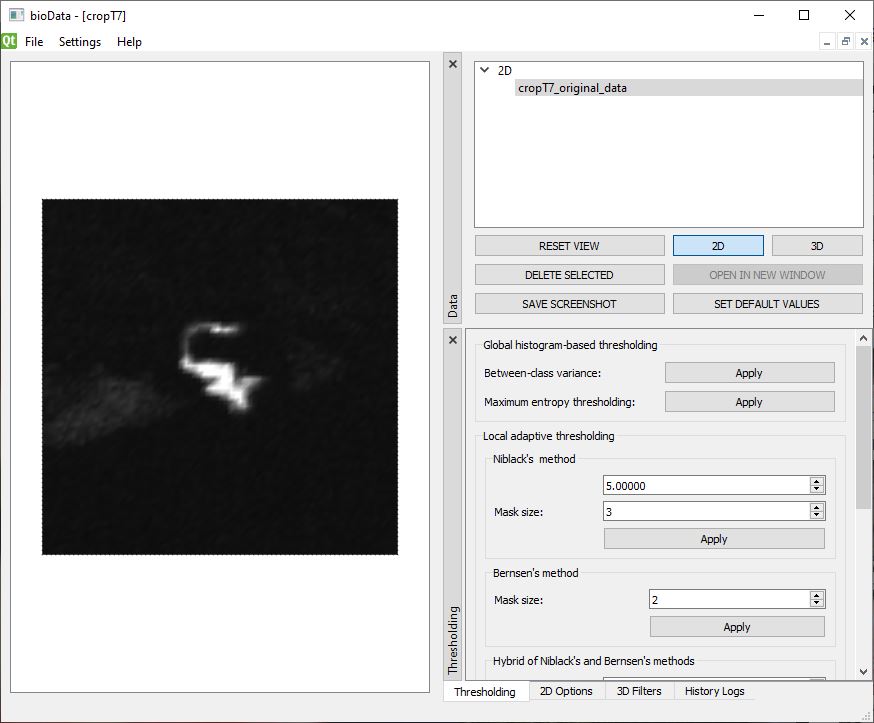 bioData - [cropT7]
Qt File Settings Help
2D
cropT7_original_data
RESET VIEW 2D 3D
DELETE SELECTED OPEN IN NEW WINDOW
SAVE SCREENSHOT SET DEFAULT VALUES
Data
Global histogram-based thresholding
Between-class variance: Apply
Maximum entropy thresholding: Apply
Local adaptive thresholding
Niblack's method
5.00000
Mask size: 3
Apply
Bernsen's method
Mask size: 2
Apply
Hybrid of Niblack's and Bernsen's methods
Thresholding
Thresholding 2D Options 3D Filters History Logs